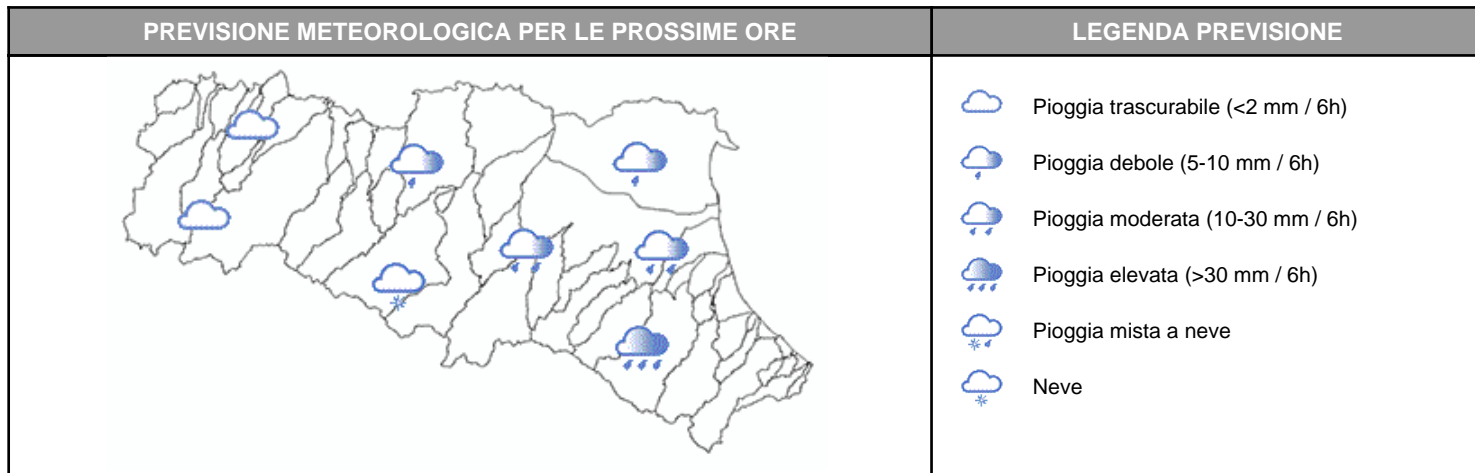 PREVISIONE METEOROLOGICA PER LE PROSSIME ORE
LEGENDA PREVISIONE
Pioggia trascurabile (<2 mm / 6h)
Pioggia debole (5-10 mm / 6h)
Pioggia moderata (10-30 mm / 6h)
Pioggia elevata (>30 mm / 6h)
Pioggia mista a neve
Neve